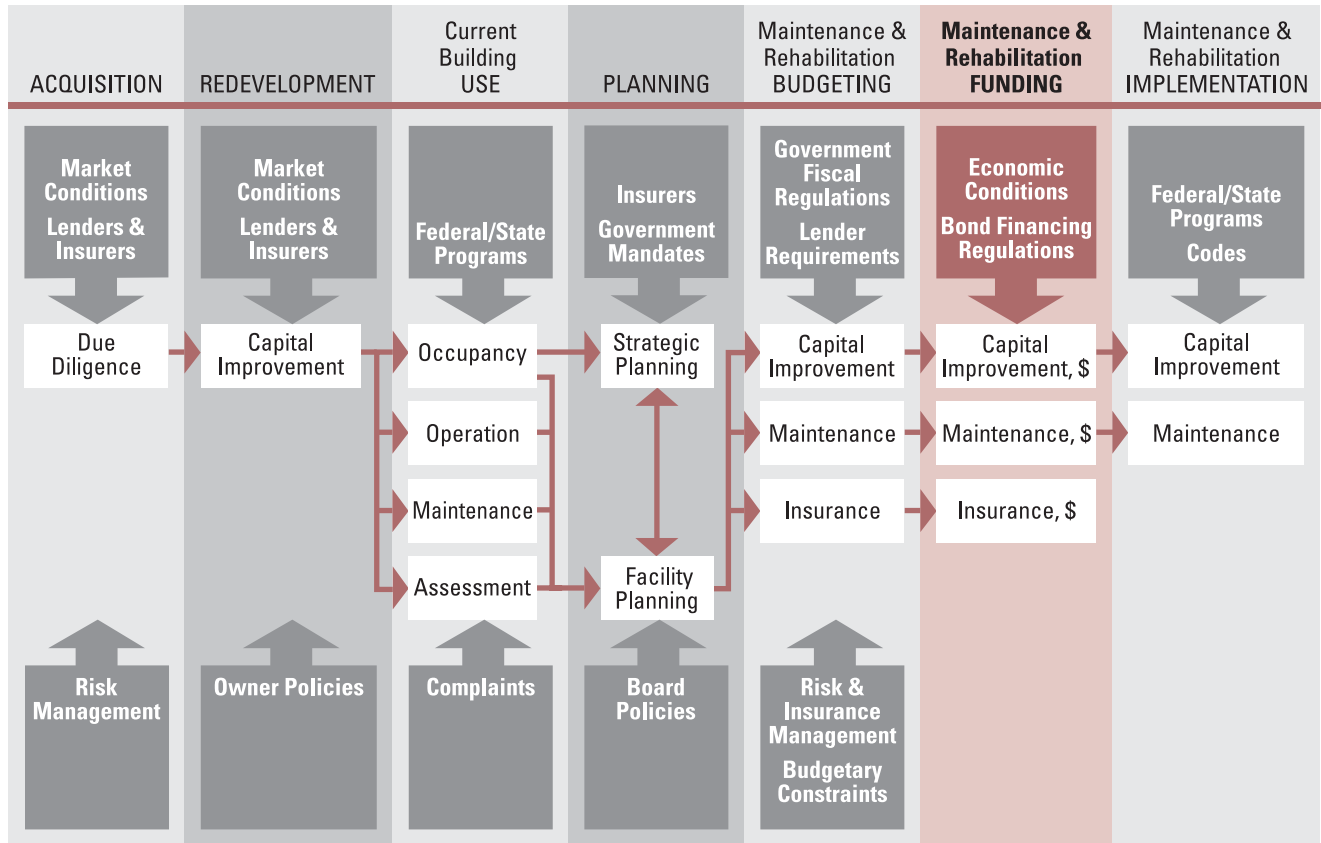 ACQUISITION
REDEVELOPMENT
Current
Building
USE
PLANNING
Maintenance &
Rehabilitation
BUDGETING
Maintenance &
Rehabilitation
FUNDING
Maintenance &
Rehabilitation
IMPLEMENTATION
Market
Conditions
Lenders &
Insurers
Market
Conditions
Lenders &
Insurers
Federal/State
Programs
Insurers
Government
Mandates
Government
Fiscal
Regulations
Lender
Requirements
Economic
Conditions
Bond Financing
Regulations
Federal/State
Programs
Codes
Due
Diligence
Capital
Improvement
Occupancy
Strategic
Planning
Capital
Improvement
Capital
Improvement, $
Capital
Improvement
Operation
Maintenance
Maintenance, $
Maintenance
Maintenance
Insurance
Insurance, $
Assessment
Facility
Planning
Risk
Management
Owner Policies
Complaints
Board
Policies
Risk &
Insurance
Management
Budgetary
Constraints